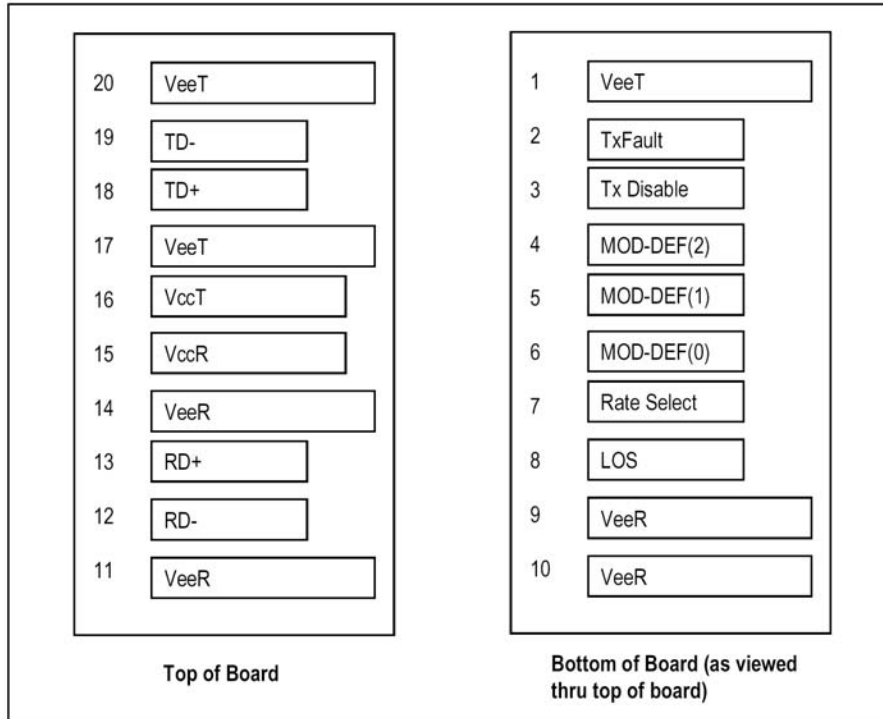 20 VeeT
19 TD-
18 TD+
17 VeeT
16 VccT
15 VccR
14 VeeR
13 RD+
12 RD-
11 VeeR
Top of Board
1 VeeT
2 TxFault
3 Tx Disable
4 MOD-DEF(2)
5 MOD-DEF(1)
6 MOD-DEF(0)
7 Rate Select
8 LOS
9 VeeR
10 VeeR
Bottom of Board (as viewed
thru top of board)